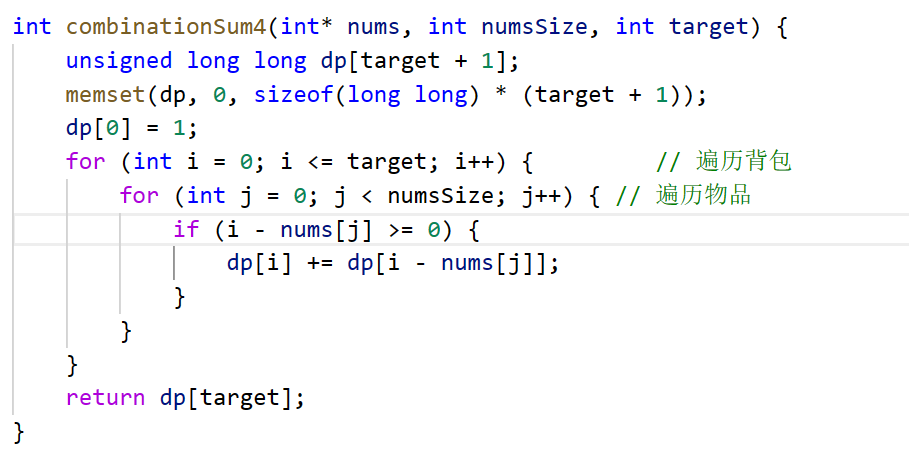 int combinationSum4(int* nums, int numsSize, int target) {
    unsigned long long dp[target + 1];
    memset(dp, 0, sizeof(long long) * (target + 1));
    dp[0] = 1;
    for (int i = 0; i <= target; i++) {         // 遍历背包
        for (int j = 0; j < numsSize; j++) { // 遍历物品
            if (i - nums[j] >= 0) {
                dp[i] += dp[i - nums[j]];
            }
        }
    }
    return dp[target];
}